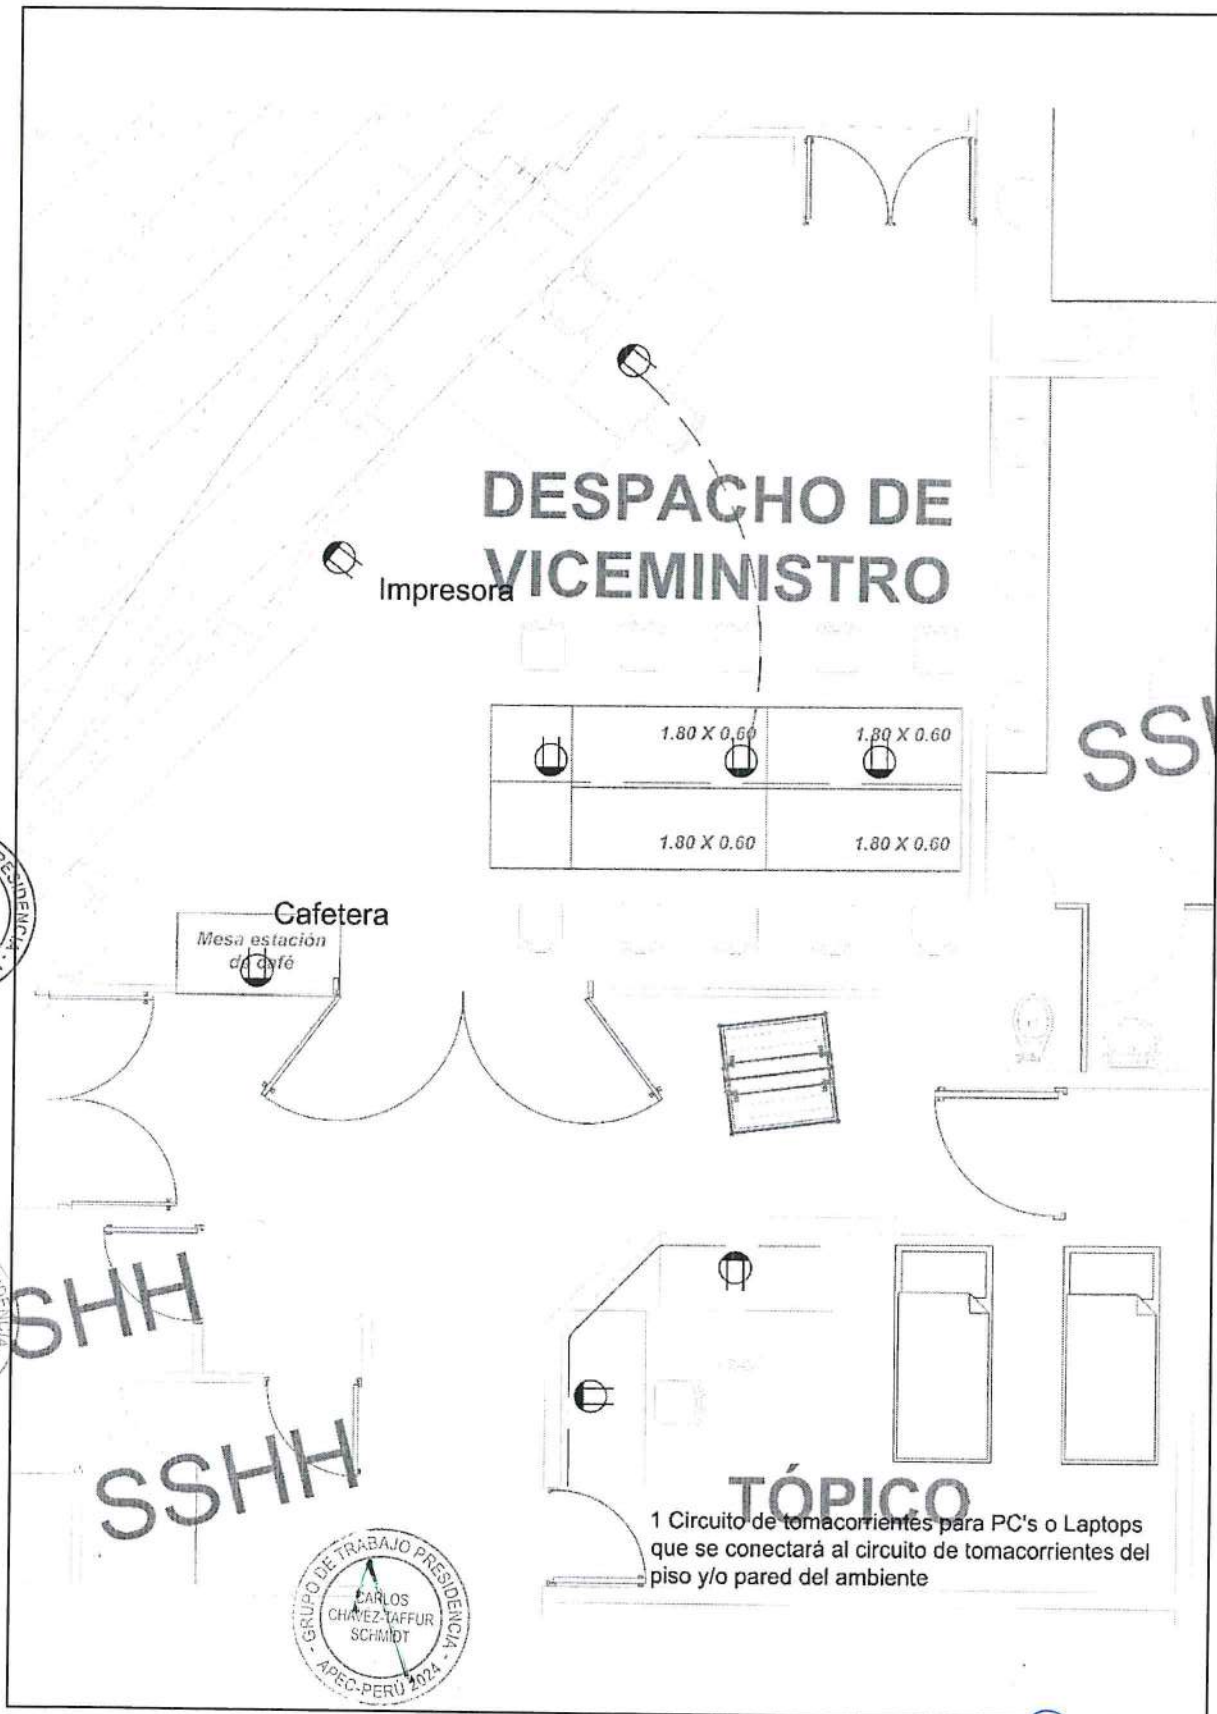 DESPACHO DE
VICEMINISTRO
Impresora
1.80 X 0.60
1.80 X 0.60
1.80 X 0.60
1.80 X 0.60
SSH
Cafetera
Mesa estación
de café
SHH
SSHH
TÓPICO
1 Circuito de tomacorrientes para PC's o Laptops
que se conectará al circuito de tomacorrientes del
piso y/o pared del ambiente
GRUPO DE TRABAJO PRESIDENCIA
CARLOS
CHAVEZ-TAFFUR
SCHMIDT
APEC-PERÚ 2024